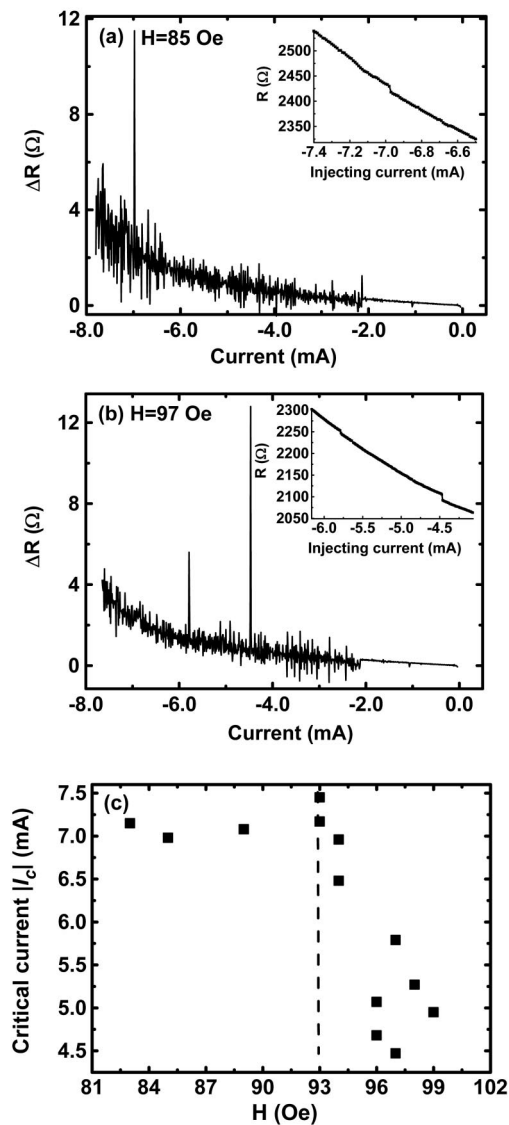 (a) H=85 Oe
12
8
4
0
ΔR (Ω)
-8.0 -6.0 -4.0 -2.0 0.0
Current (mA)
2500
2450
2400
2350
R (Ω)
-7.4 -7.2 -7.0 -6.8 -6.6
Injecting current (mA)
(b) H=97 Oe
12
8
4
0
ΔR (Ω)
-8.0 -6.0 -4.0 -2.0 0.0
Current (mA)
2300
2250
2200
2150
2100
2050
R (Ω)
-6.0 -5.5 -5.0 -4.5
Injecting current (mA)
(c)
7.5
7.0
6.5
6.0
5.5
5.0
4.5
Critical current |Ic| (mA)
81 84 87 90 93 96 99 102
H (Oe)